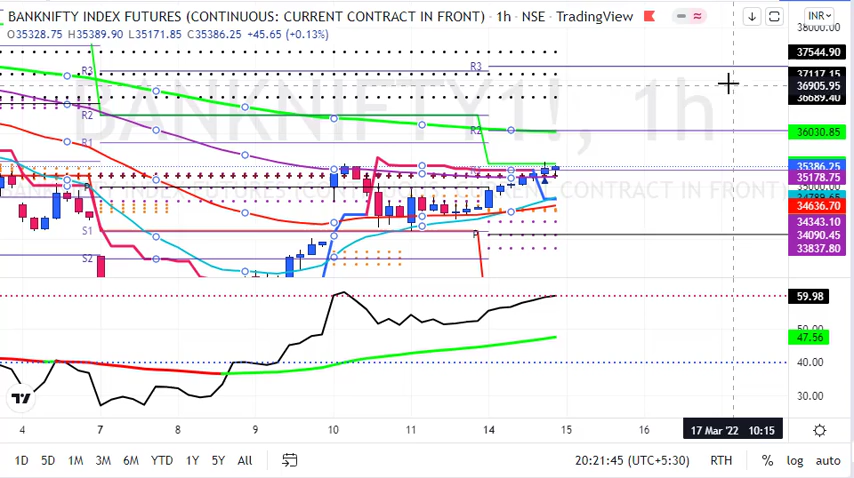 BANKNIFTY INDEX FUTURES (CONTINUOUS: CURRENT CONTRACT IN FRONT) · 1h · NSE · TradingView
INR
O35328.75 H35389.90 L35171.85 C35386.25 +45.65 (+0.13%)
38000.00
37544.90
R3
R3
37117.15
36905.95
36689.40
BANKNIFTY1!, 1h
R2
R2
36030.85
R1
35386.25
35178.75
P
CONTRACT IN FRONT)
35000.00
34789.65
34636.70
34343.10
S1
P
34090.45
33837.80
S2
59.98
50.00
47.56
40.00
30.00
4
7
8
9
10
11
14
15
16
17 Mar '22 10:15
1D 5D 1M 3M 6M YTD 1Y 5Y All
20:21:45 (UTC+5:30) RTH % log auto